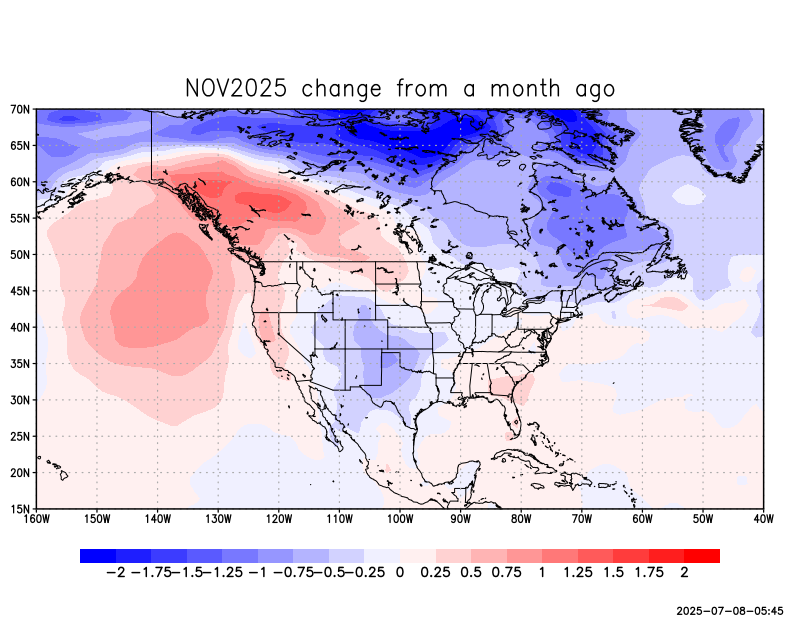 NOV2025 change from a month ago
70N
65N
60N
55N
50N
45N
40N
35N
30N
25N
20N
15N
160W 150W 140W 130W 120W 110W 100W 90W 80W 70W 60W 50W 40W
−2 −1.75 −1.5 −1.25 −1 −0.75 −0.5 −0.25 0 0.25 0.5 0.75 1 1.25 1.5 1.75 2
2025-07-08-05:45